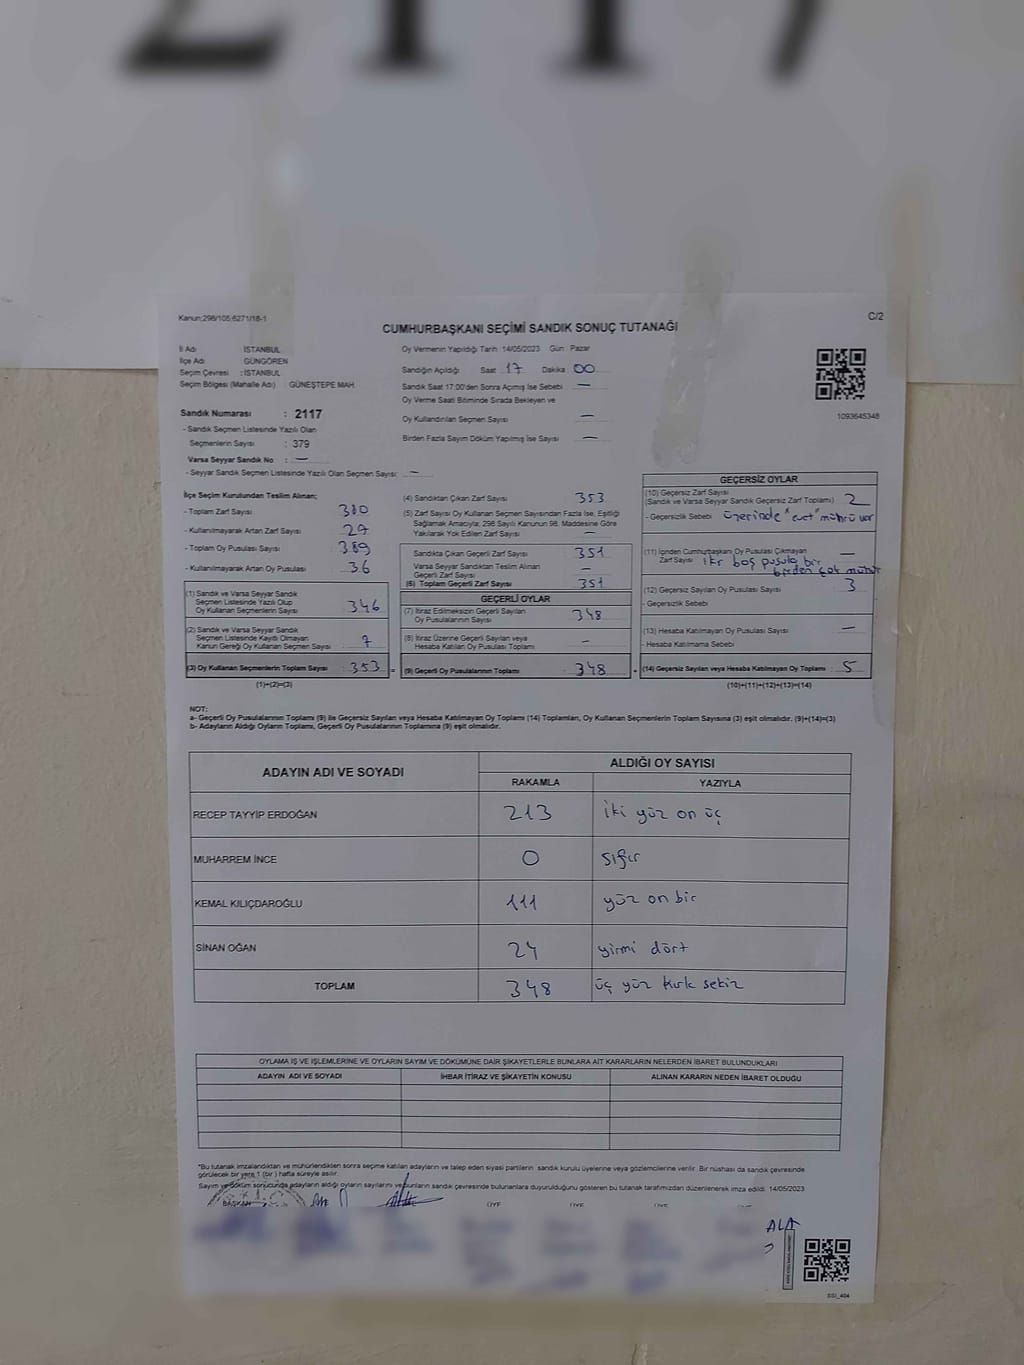 2117
Kanun:298/105;6271/18-1
C/2
CUMHURBAŞKANI SEÇİMİ SANDIK SONUÇ TUTANAĞI
İl Adı : İSTANBUL
İlçe Adı : GÜNGÖREN
Seçim Çevresi : İSTANBUL
Seçim Bölgesi (Mahalle Adı) : GÜNEŞTEPE MAH.
Sandık Numarası : 2117
- Sandık Seçmen Listesinde Yazılı Olan
Seçmenlerin Sayısı : 379
Varsa Seyyar Sandık No : —
- Seyyar Sandık Seçmen Listesinde Yazılı Olan Seçmen Sayısı: —
Oy Vermenin Yapıldığı Tarih :14/05/2023 Gün : Pazar
Sandığın Açıldığı Saat 17 Dakika 00
Sandık Saat 17:00'den Sonra Açımış İse Sebebi —
Oy Verme Saati Bitiminde Sırada Bekleyen ve
Oy Kullandırılan Seçmen Sayısı —
Birden Fazla Sayım Döküm Yapılmış İse Sayısı —
1093645348
İlçe Seçim Kurulundan Teslim Alınan;
- Toplam Zarf Sayısı : 380
- Kullanılmayarak Artan Zarf Sayısı : 27
- Toplam Oy Pusulası Sayısı : 389
- Kullanılmayarak Artan Oy Pusulası : 36
(1) Sandık ve Varsa Seyyar Sandık
Seçmen Listesinde Yazılı Olup
Oy Kullanan Seçmenlerin Sayısı : 346
(2) Sandık ve Varsa Seyyar Sandık
Seçmen Listesinde Kayıtlı Olmayan
Kanun Gereği Oy Kullanan Seçmen Sayısı : 7
(3) Oy Kullanan Seçmenlerin Toplam Sayısı : 353 =
(1)+(2)=(3)
(4) Sandıktan Çıkan Zarf Sayısı 353
(5) Zarf Sayısı Oy Kullanan Seçmen Sayısından Fazla İse, Eşitliği
Sağlamak Amacıyla; 298 Sayılı Kanunun 98. Maddesine Göre
Yakılarak Yok Edilen Zarf Sayısı —
Sandıkta Çıkan Geçerli Zarf Sayısı 351
Varsa Seyyar Sandıktan Teslim Alınan
Geçerli Zarf Sayısı —
(6) Toplam Geçerli Zarf Sayısı 351
GEÇERLİ OYLAR
(7) İtiraz Edilmeksizin Geçerli Sayılan
Oy Pusulalarının Sayısı : 348
(8) İtiraz Üzerine Geçerli Sayılan veya
Hesaba Katılan Oy Pusulası Toplamı : —
(9) Geçerli Oy Pusulalarının Toplamı : 348 +
GEÇERSİZ OYLAR
(10) Geçersiz Zarf Sayısı
(Sandık ve Varsa Seyyar Sandık Geçersiz Zarf Toplamı) 2
- Geçersizlik Sebebi Üzerinde "evet" mührü var
(11) İçinden Cumhurbaşkanı Oy Pusulası Çıkmayan
Zarf Sayısı —
boş pusula bir
birden çok mühür
(12) Geçersiz Sayılan Oy Pusulası Sayısı 3
- Geçersizlik Sebebi
(13) Hesaba Katılmayan Oy Pusulası Sayısı —
- Hesaba Katılmama Sebebi
(14) Geçersiz Sayılan veya Hesaba Katılmayan Oy Toplamı : 5
(10)+(11)+(12)+(13)=(14)
NOT:
a- Geçerli Oy Pusulalarının Toplamı (9) ile Geçersiz Sayılan veya Hesaba Katılmayan Oy Toplamı (14) Toplamları, Oy Kullanan Seçmenlerin Toplam Sayısına (3) eşit olmalıdır. (9)+(14)=(3)
b- Adayların Aldığı Oyların Toplamı, Geçerli Oy Pusulalarının Toplamına (9) eşit olmalıdır.
ADAYIN ADI VE SOYADI ALDIĞI OY SAYISI
RAKAMLA YAZIYLA
RECEP TAYYİP ERDOĞAN 213 iki yüz on üç
MUHARREM İNCE 0 sıfır
KEMAL KILIÇDAROĞLU 111 yüz on bir
SİNAN OĞAN 24 yirmi dört
TOPLAM 348 üç yüz kırk sekiz
OYLAMA İŞ VE İŞLEMLERİNE VE OYLARIN SAYIM VE DÖKÜMÜNE DAİR ŞİKAYETLERLE BUNLARA AİT KARARLARIN NELERDEN İBARET BULUNDUKLARI
ADAYIN ADI VE SOYADI İHBAR İTİRAZ VE ŞİKAYETİN KONUSU ALINAN KARARIN NEDEN İBARET OLDUĞU
*Bu tutanak imzalandıktan ve mühürlendikten sonra seçime katılan adayların ve talep eden siyasi partilerin sandık kurulu üyelerine veya gözlemcilerine verilir. Bir nüshası da sandık çevresinde
görülecek bir yere 1 (bir ) hafta süreyle asılır.
Sayım ve döküm sonucunda adayların aldığı oyların sayılarını ve bunların sandık çevresinde bulunanlara duyurulduğunu gösteren bu tutanak tarafımızdan düzenlenerek imza edildi. 14/05/2023
BAŞKAN ÜYE ÜYE ÜYE
ALA
SSI_404